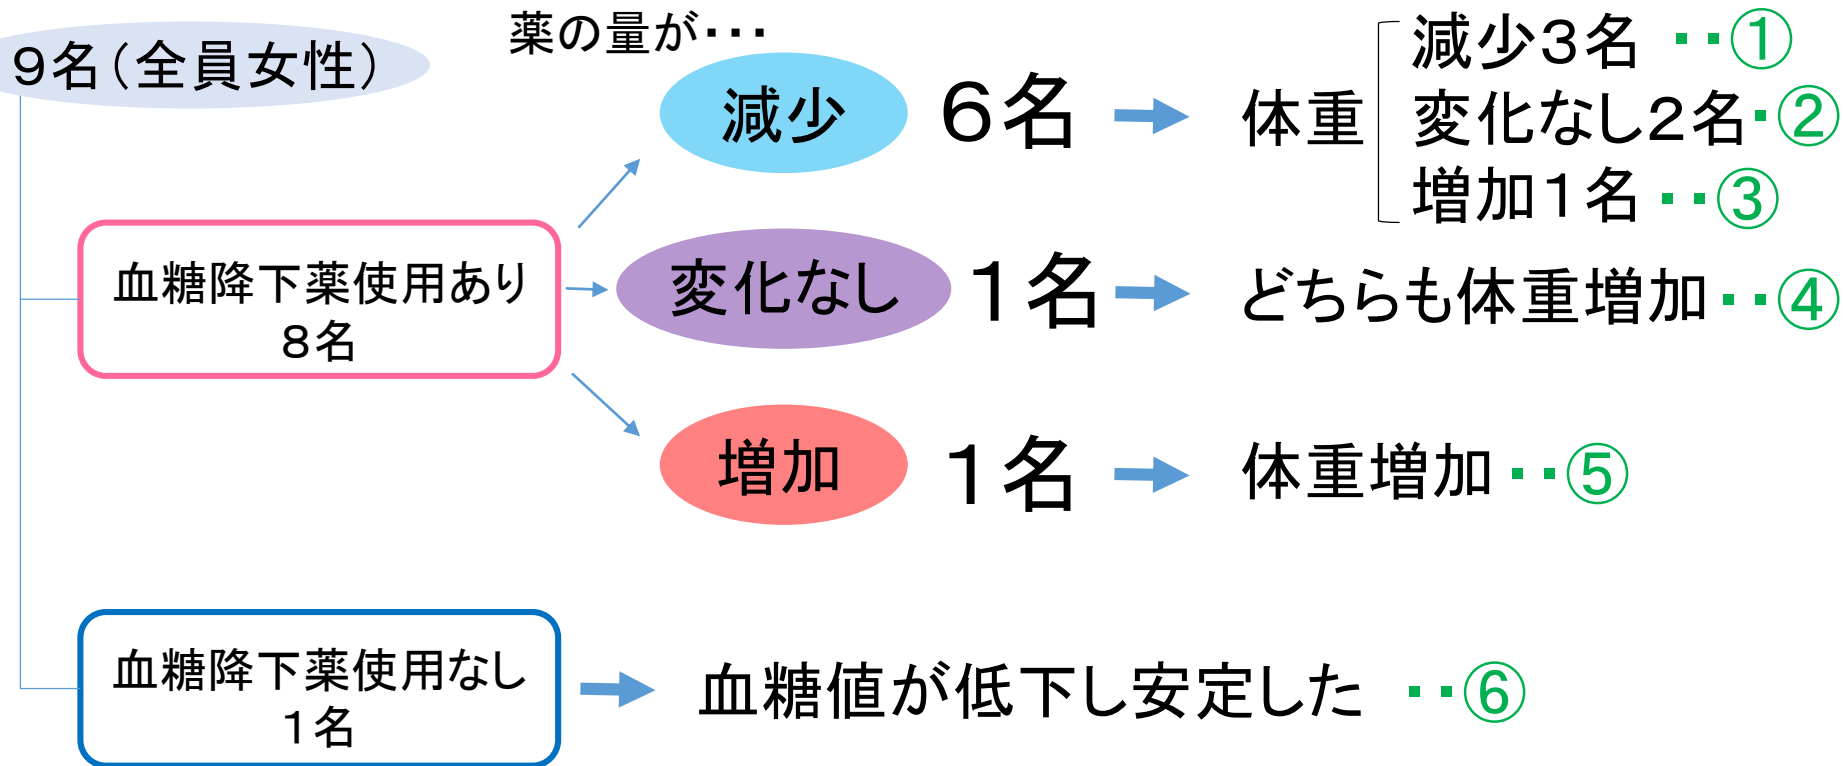 9名（全員女性）
薬の量が・・・
減少 6名 体重 減少3名 ・・①
変化なし2名・②
増加1名・・③
血糖降下薬使用あり
8名
変化なし 1名 どちらも体重増加・・④
増加 1名 体重増加・・⑤
血糖降下薬使用なし
1名
血糖値が低下し安定した ・・⑥